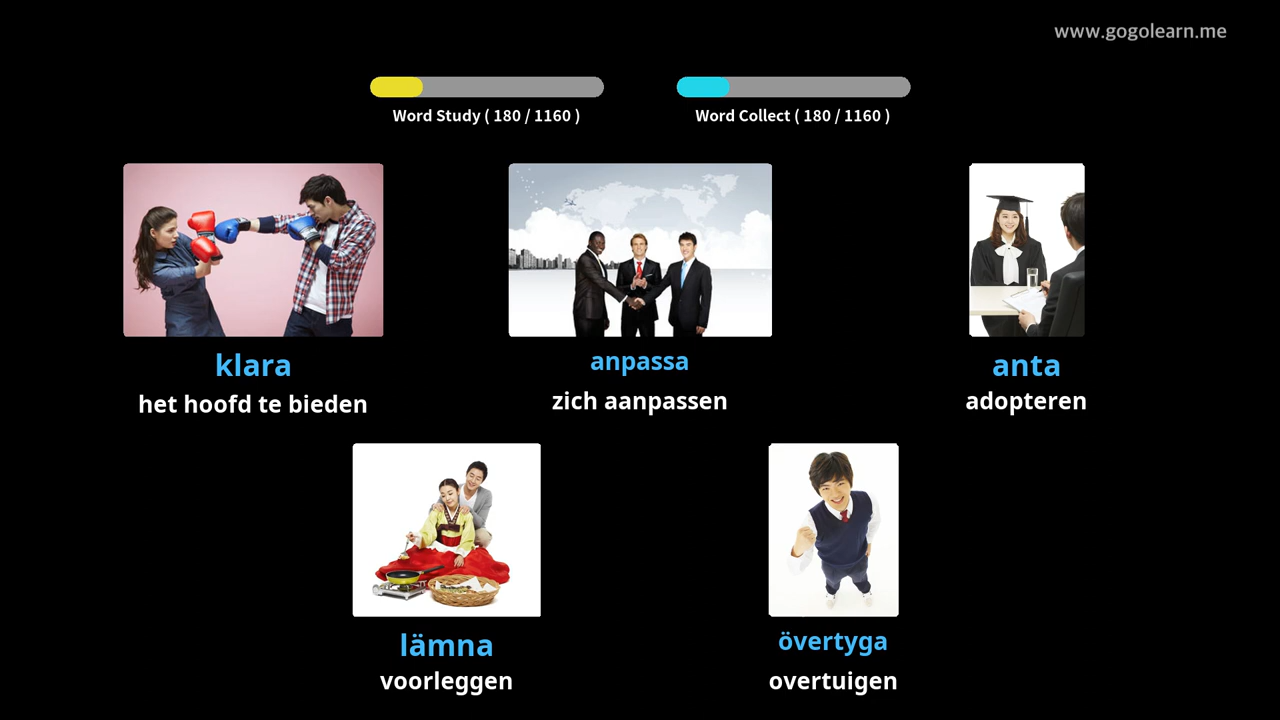 www.gogolearn.me
Word Study ( 180 / 1160 )
Word Collect ( 180 / 1160 )
klara
het hoofd te bieden
anpassa
zich aanpassen
anta
adopteren
lämna
voorleggen
övertyga
overtuigen